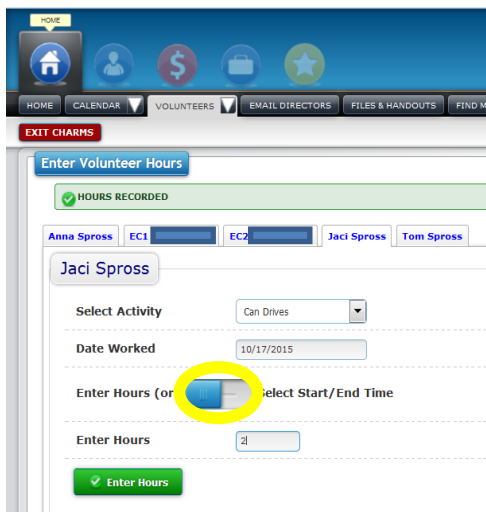 HOME
HOME CALENDAR VOLUNTEERS EMAIL DIRECTORS FILES & HANDOUTS FIND M
EXIT CHARMS
Enter Volunteer Hours
HOURS RECORDED
Anna Spross EC1 EC2 Jaci Spross Tom Spross
Jaci Spross
Select Activity Can Drives
Date Worked 10/17/2015
Enter Hours (or Select Start/End Time
Enter Hours 2
Enter Hours